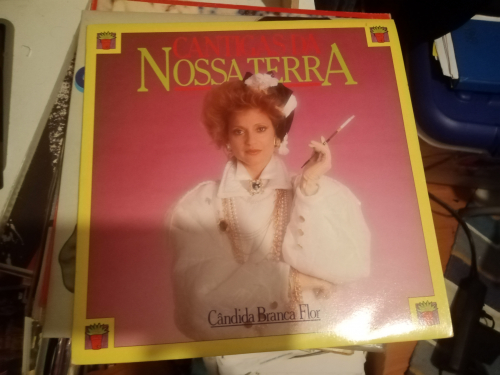 CANTIGAS DA
NOSSA TERRA
Cândida Branca Flor